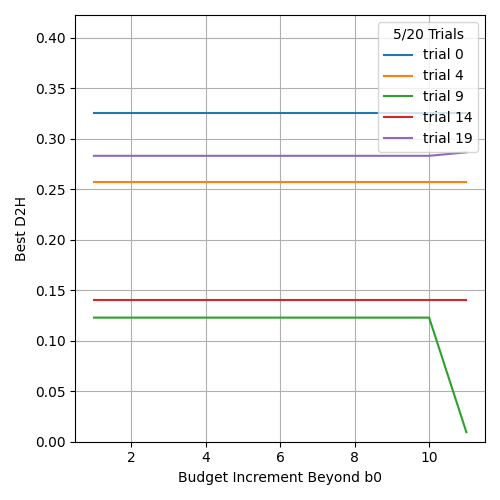 0.40
0.35
0.30
0.25
0.20
0.15
0.10
0.05
0.00
Best D2H
5/20 Trials
trial 0
trial 4
trial 9
trial 14
trial 19
2 4 6 8 10
Budget Increment Beyond b0